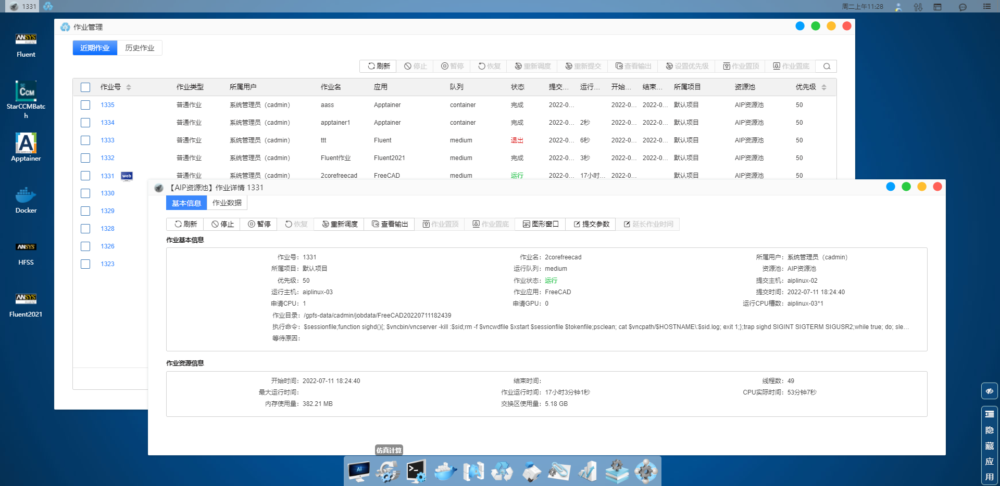 1331
周二上午11:28
ANSYS
FLUENT
Fluent
SC
CCM
StarCCMBatc
h
A
Apptainer
Docker
ANSYS
HFSS
ANSYS
FLUENT
Fluent2021
作业管理
近期作业 历史作业
刷新 停止 暂停 恢复 重新调度 重新提交 查看输出 设置优先级 作业置顶 作业置底
作业号 作业类型 所属用户 作业名 应用 队列 状态 提交... 运行... 开始... 结束... 所属项目 资源池 优先级
1335 普通作业 系统管理员（cadmin） aass Apptainer container 完成 2022-0... 2022-0... 2022-0... 默认项目 AIP资源池 50
1334 普通作业 系统管理员（cadmin） apptainer1 Apptainer container 完成 2022-0... 2秒 2022-0... 2022-0... 默认项目 AIP资源池 50
1333 普通作业 系统管理员（cadmin） ttt Fluent medium 退出 2022-0... 6秒 2022-0... 2022-0... 默认项目 AIP资源池 50
1332 普通作业 系统管理员（cadmin） Fluent作业 Fluent2021 medium 完成 2022-0... 3秒 2022-0... 2022-0... 默认项目 AIP资源池 50
1331 web 普通作业 系统管理员（cadmin） 2corefreecad FreeCAD medium 运行 2022-0... 17小时... 2022-0... 默认项目 AIP资源池 50
1330
1329
1328
1326
1323
【AIP资源池】作业详情 1331
基本信息 作业数据
刷新 停止 暂停 恢复 重新调度 查看输出 作业置顶 作业置底 图形窗口 提交参数 延长作业时间
作业基本信息
作业号: 1331 作业名: 2corefreecad 所属用户: 系统管理员（cadmin）
所属项目: 默认项目 运行队列: medium 资源池: AIP资源池
优先级: 50 作业状态: 运行 提交主机: aiplinux-02
运行主机: aiplinux-03 作业应用: FreeCAD 提交时间: 2022-07-11 18:24:40
申请CPU: 1 申请GPU: 0 运行CPU槽数: aiplinux-03*1
作业目录: /gpfs-data/cadmin/jobdata/FreeCAD20220711182439
执行命令: $sessionfile;function sighd(){; $vncbin/vncserver -kill :$sid;rm -f $vncwdfile $xstart $sessionfile $tokenfile;psclean; cat $vncpath/$HOSTNAME\:$sid.log; exit 1;};trap sighd SIGINT SIGTERM SIGUSR2;while true; do; sle...
等待原因:
作业资源信息
开始时间: 2022-07-11 18:24:40 结束时间: 线程数: 49
最大运行时间: 作业运行时间: 17小时3分钟1秒 CPU实际时间: 53分钟7秒
内存使用量: 382.21 MB 交换区使用量: 5.18 GB
仿真计算
Ai
隐
藏
应
用